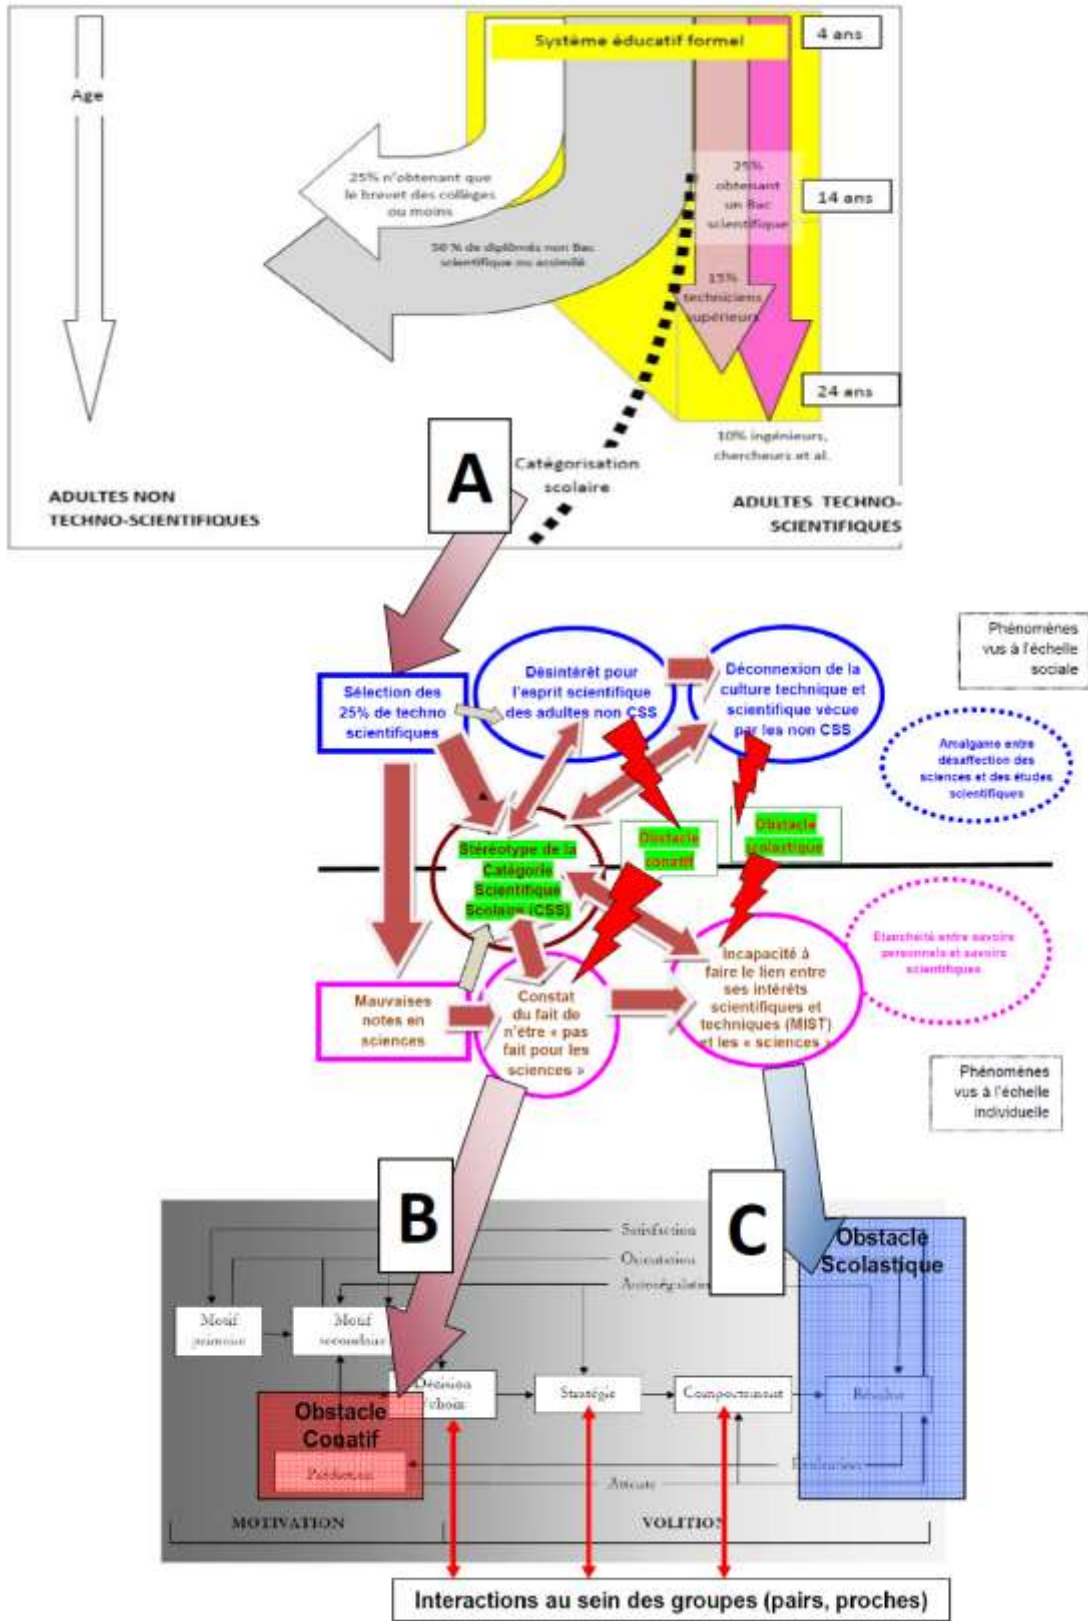 Système éducatif formel
4 ans
Age
25% n'obtenant que
le brevet des collèges
ou moins
25%
obtenant
un Bac
scientifique
14 ans
50 % de diplômés non Bac
scientifique ou assimilé
15%
techniciens
supérieurs
24 ans
10% ingénieurs,
chercheurs et al.
A
Catégorisation
scolaire
ADULTES NON
TECHNO-SCIENTIFIQUES
ADULTES TECHNO-
SCIENTIFIQUES
Phénomènes
vus à l'échelle
sociale
Sélection des
25% de techno
scientifiques
Désintérêt pour
l'esprit scientifique
des adultes non CSS
Déconnexion de la
culture technique et
scientifique vécue
par les non CSS
Amalgame entre
désaffection des
sciences et des études
scientifiques
Obstacle
conatif
Obstacle
scolastique
Stéréotype de la
Catégorie
Scientifique
Scolaire (CSS)
Etanchéité entre savoirs
personnels et savoirs
scientifiques
Mauvaises
notes en
sciences
Constat
du fait de
n'être « pas
fait pour les
sciences »
Incapacité à
faire le lien entre
ses intérêts
scientifiques et
techniques (MIST)
et les « sciences »
Phénomènes
vus à l'échelle
individuelle
B
C
Satisfaction
Orientation
Obstacle
Scolastique
Motif
Motif
secondaire
Décision
choix
Stratégie
Comportement
Résultat
Obstacle
Conatif
Evaluation
Attente
MOTIVATION
VOLITION
Interactions au sein des groupes (pairs, proches)